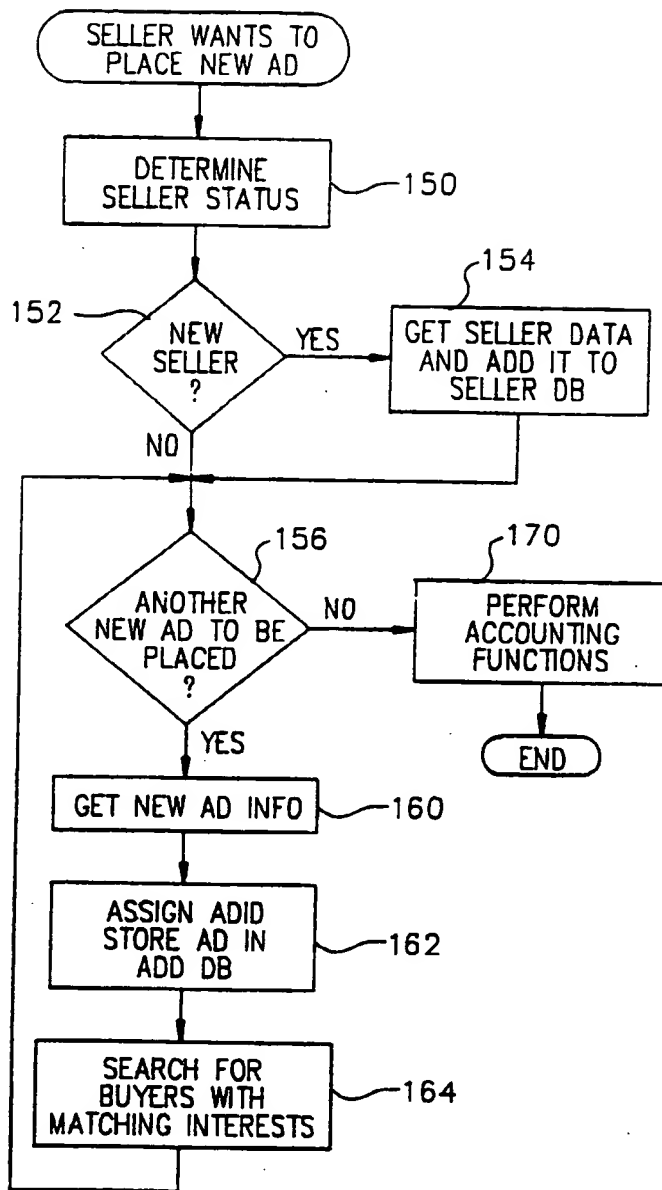 SELLER WANTS TO
PLACE NEW AD
DETERMINE
SELLER STATUS
150
152
NEW
SELLER
?
YES
154
GET SELLER DATA
AND ADD IT TO
SELLER DB
NO
156
ANOTHER
NEW AD TO BE
PLACED
?
NO
170
PERFORM
ACCOUNTING
FUNCTIONS
END
YES
GET NEW AD INFO
160
ASSIGN ADID
STORE AD IN
ADD DB
162
SEARCH FOR
BUYERS WITH
MATCHING INTERESTS
164